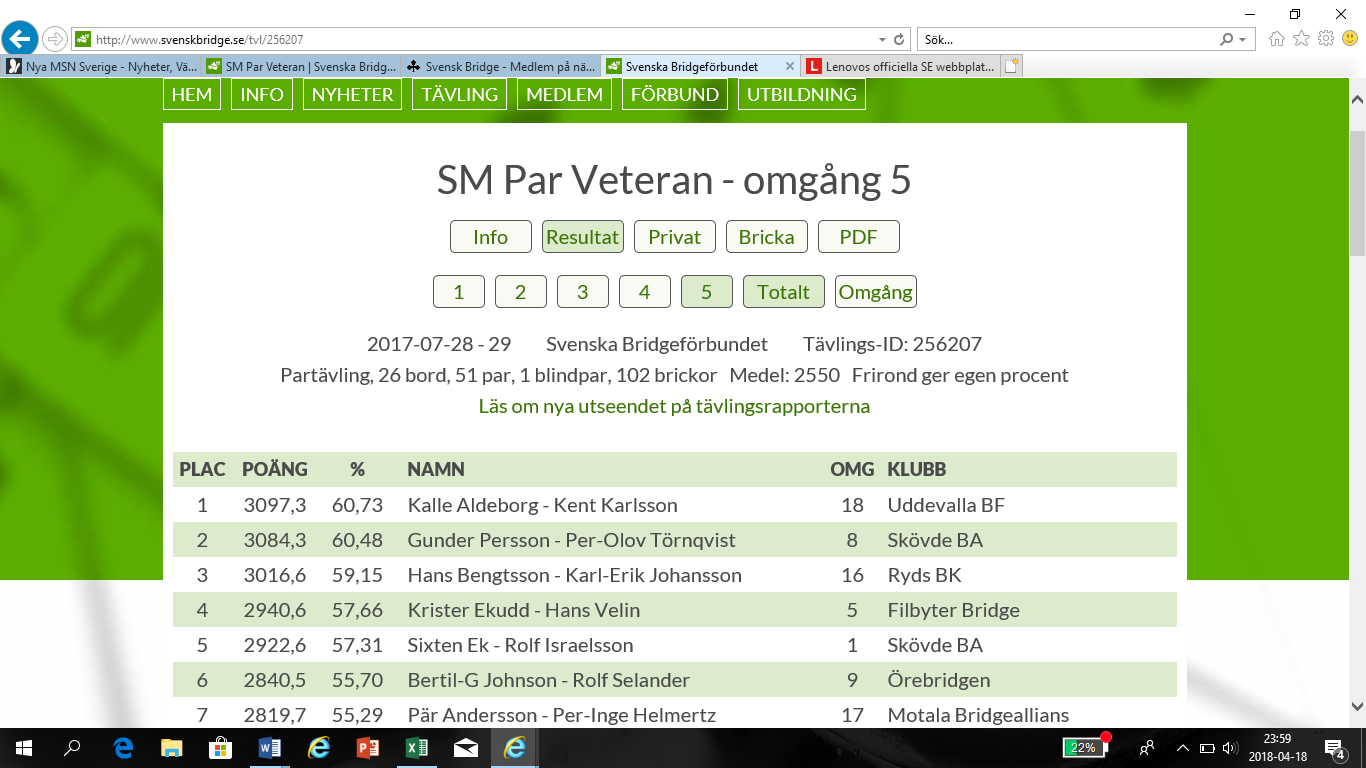 http://www.svenskbridge.se/tvl/256207
Sök...
Nya MSN Sverige - Nyheter, Vä...
SM Par Veteran | Svenska Bridg...
Svensk Bridge - Medlem på nä...
Svenska Bridgeförbundet
L Lenovos officiella SE webbplat...
HEM INFO NYHETER TÄVLING MEDLEM FÖRBUND UTBILDNING
SM Par Veteran - omgång 5
Info Resultat Privat Bricka PDF
1 2 3 4 5 Totalt Omgång
2017-07-28 - 29 Svenska Bridgeförbundet Tävlings-ID: 256207
Partävling, 26 bord, 51 par, 1 blindpar, 102 brickor Medel: 2550 Frirond ger egen procent
Läs om nya utseendet på tävlingsrapporterna
PLAC POÄNG % NAMN OMG KLUBB
1 3097,3 60,73 Kalle Aldeborg - Kent Karlsson 18 Uddevalla BF
2 3084,3 60,48 Gunder Persson - Per-Olov Törnqvist 8 Skövde BA
3 3016,6 59,15 Hans Bengtsson - Karl-Erik Johansson 16 Ryds BK
4 2940,6 57,66 Krister Ekudd - Hans Velin 5 Filbyter Bridge
5 2922,6 57,31 Sixten Ek - Rolf Israelsson 1 Skövde BA
6 2840,5 55,70 Bertil-G Johnson - Rolf Selander 9 Örebridgen
7 2819,7 55,29 Pär Andersson - Per-Inge Helmertz 17 Motala Bridgeallians
22%
23:59
2018-04-18
4